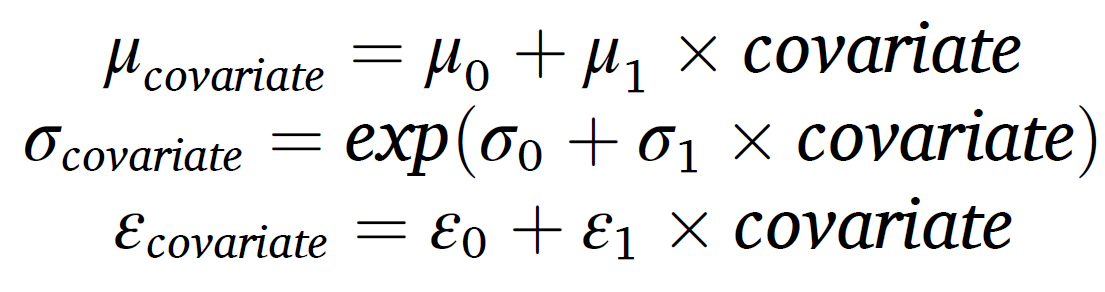 μ_covariate = μ_0 + μ_1 × covariate
σ_covariate = exp(σ_0 + σ_1 × covariate)
ε_covariate = ε_0 + ε_1 × covariate